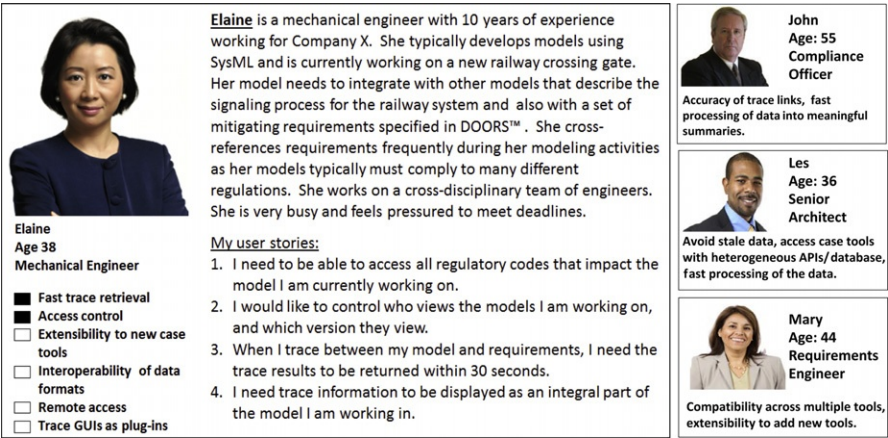 Elaine
Age 38
Mechanical Engineer
Fast trace retrieval
Access control
Extensibility to new case
tools
Interoperability of data
formats
Remote access
Trace GUIs as plug-ins
Elaine is a mechanical engineer with 10 years of experience
working for Company X. She typically develops models using
SysML and is currently working on a new railway crossing gate.
Her model needs to integrate with other models that describe the
signaling process for the railway system and also with a set of
mitigating requirements specified in DOORS™ . She cross-
references requirements frequently during her modeling activities
as her models typically must comply to many different
regulations. She works on a cross-disciplinary team of engineers.
She is very busy and feels pressured to meet deadlines.
My user stories:
1. I need to be able to access all regulatory codes that impact the
model I am currently working on.
2. I would like to control who views the models I am working on,
and which version they view.
3. When I trace between my model and requirements, I need the
trace results to be returned within 30 seconds.
4. I need trace information to be displayed as an integral part of
the model I am working in.
John
Age: 55
Compliance
Officer
Accuracy of trace links, fast
processing of data into meaningful
summaries.
Les
Age: 36
Senior
Architect
Avoid stale data, access case tools
with heterogeneous APIs/database,
fast processing of the data.
Mary
Age: 44
Requirements
Engineer
Compatibility across multiple tools,
extensibility to add new tools.